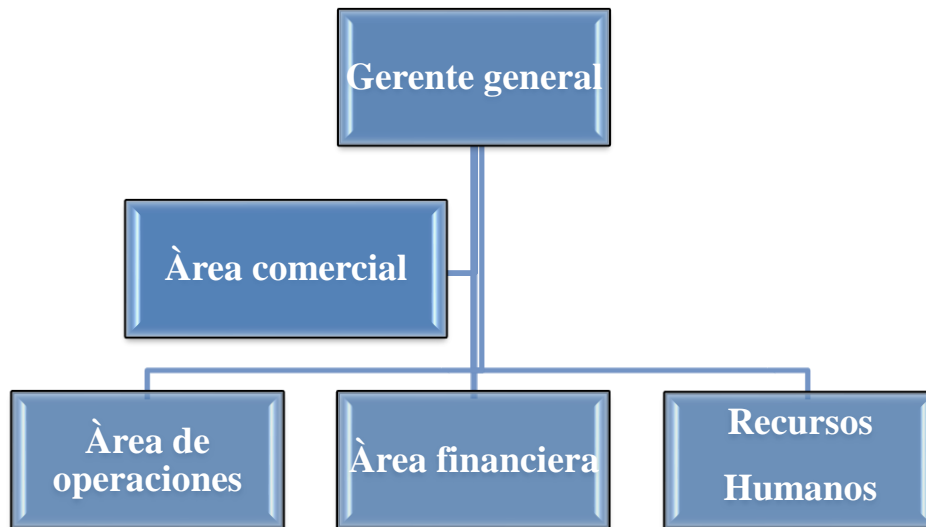 Gerente general
Àrea comercial
Àrea de
operaciones
Àrea financiera
Recursos
Humanos